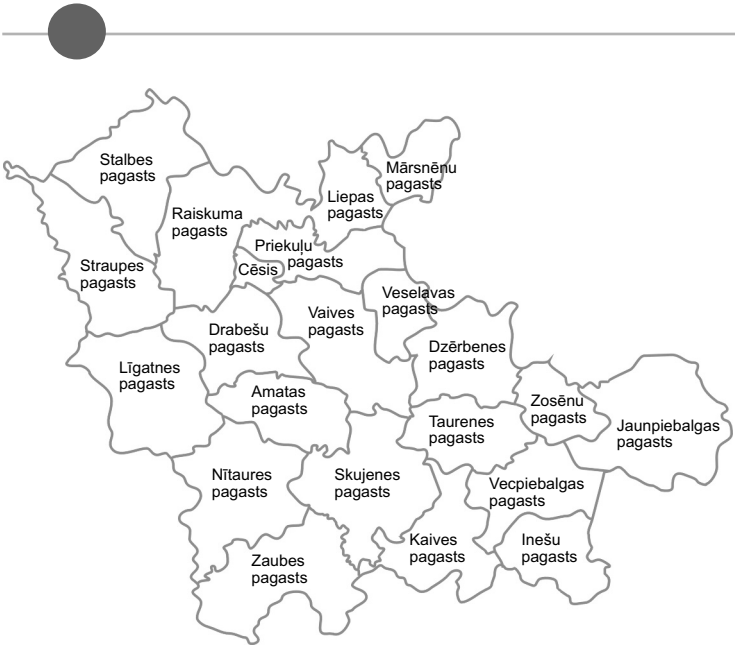 Stalbes
pagasts
Mārsnēnu
pagasts
Liepas
pagasts
Raiskuma
pagasts
Priekuļu
pagasts
Straupes
pagasts
Cēsis
Veselavas
pagasts
Vaives
pagasts
Drabešu
pagasts
Dzērbenes
pagasts
Līgatnes
pagasts
Amatas
pagasts
Zosēnu
pagasts
Taurenes
pagasts
Jaunpiebalgas
pagasts
Nītaures
pagasts
Skujenes
pagasts
Vecpiebalgas
pagasts
Kaives
pagasts
Inešu
pagasts
Zaubes
pagasts